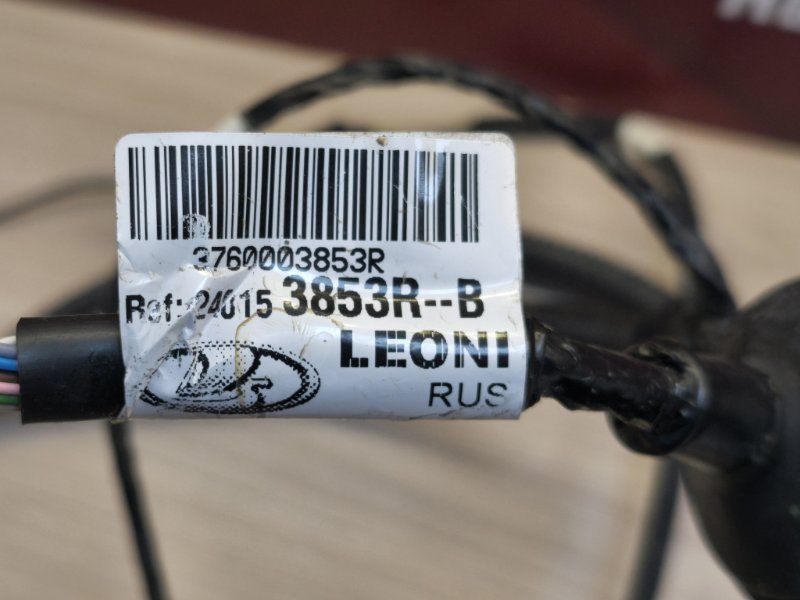 3760003853R
Ref: 24015 3853R--B
LEONI
RUS